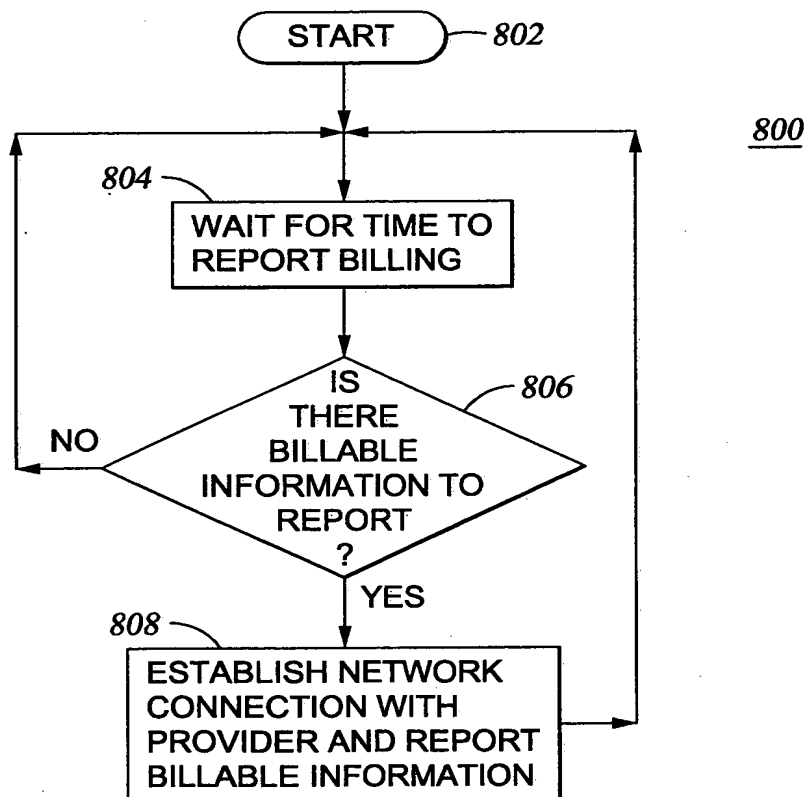 START
802
800
804
WAIT FOR TIME TO
REPORT BILLING
806
IS
THERE
BILLABLE
INFORMATION TO
REPORT
?
NO
YES
808
ESTABLISH NETWORK
CONNECTION WITH
PROVIDER AND REPORT
BILLABLE INFORMATION